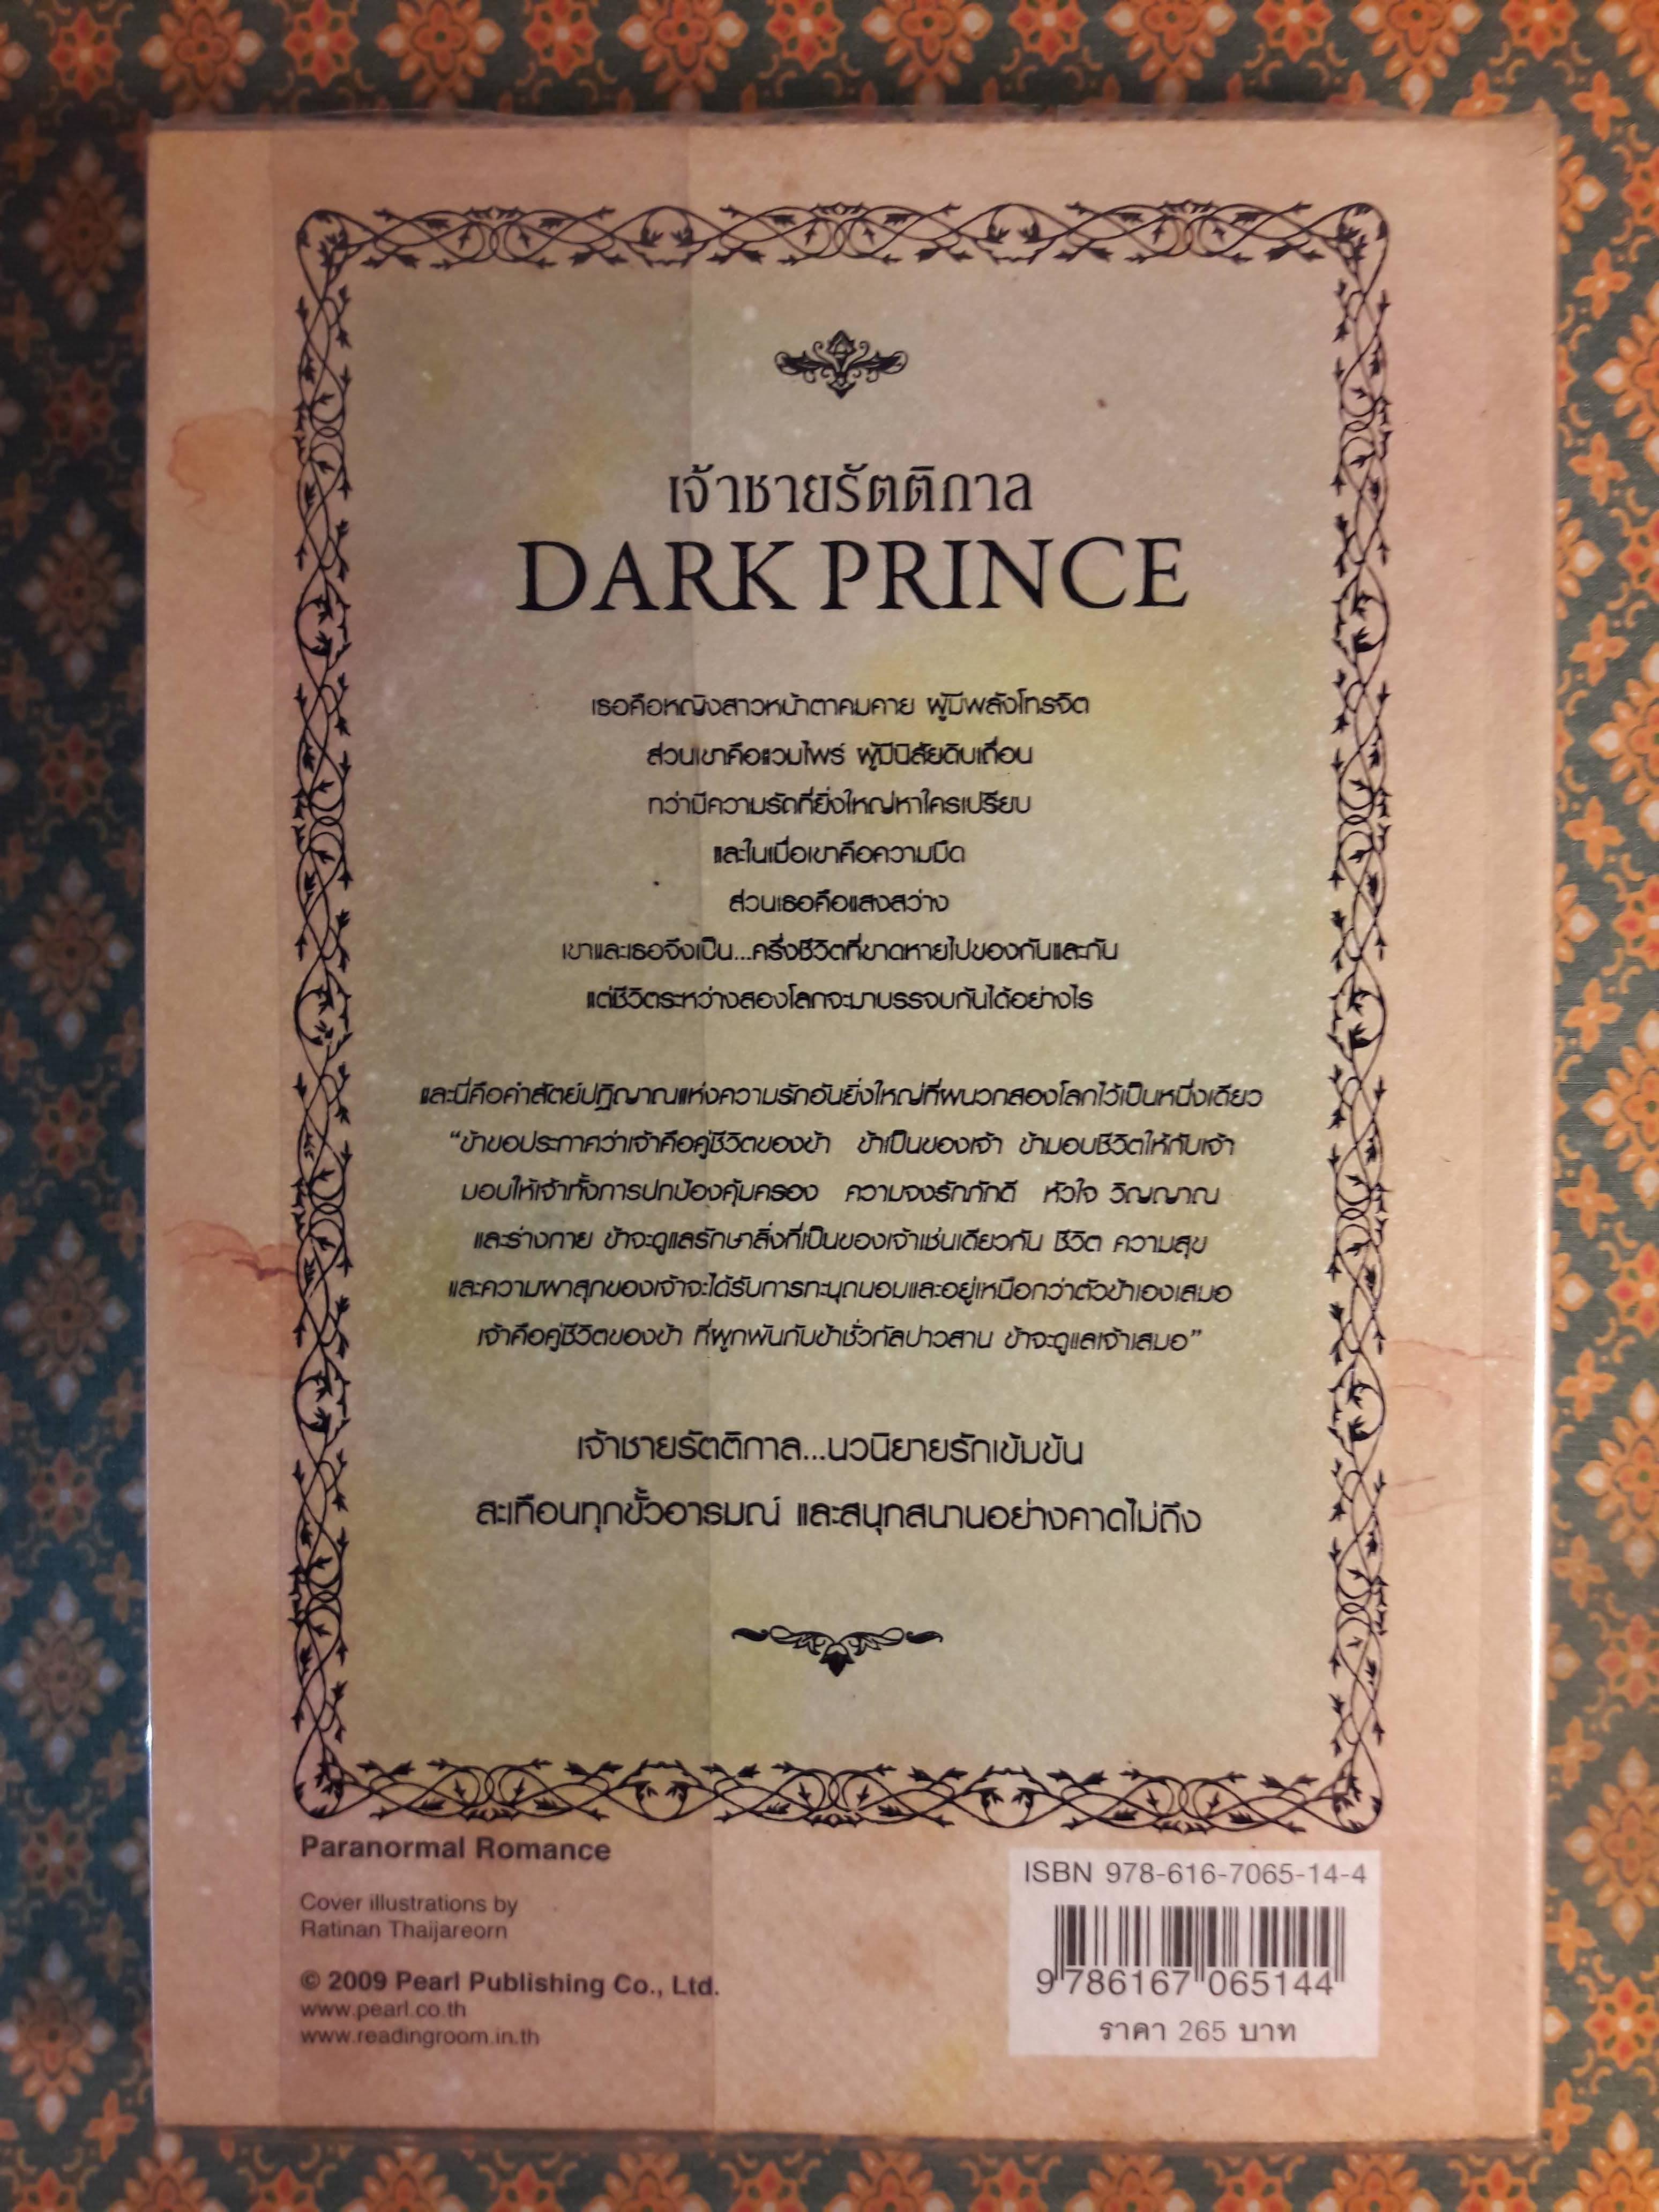 เจ้าชายรัตติกาล
DARK PRINCE
เธอคือหญิงสาวหน้าตาคมคาย ผู้มีพลังโทรจิต
ส่วนเขาคือแวมไพร์ ผู้มีนิสัยดิบเถื่อน
ทว่ามีความรักที่ยิ่งใหญ่หาใครเปรียบ
และในเมื่อเขาคือความมืด
ส่วนเธอคือแสงสว่าง
เขาและเธอจึงเป็น...ครึ่งชีวิตที่ขาดหายไปของกันและกัน
แต่ชีวิตระหว่างสองโลกจะมาบรรจบกันได้อย่างไร
และนี่คือคำสัตย์ปฏิญาณแห่งความรักอันยิ่งใหญ่ที่ผนวกสองโลกไว้เป็นหนึ่งเดียว
“ข้าขอประกาศว่าเจ้าคือคู่ชีวิตของข้า ข้าเป็นของเจ้า ข้ามอบชีวิตให้กับเจ้า
มอบให้เจ้าทั้งการปกป้องคุ้มครอง ความจงรักภักดี หัวใจ วิญญาณ
และร่างกาย ข้าจะดูแลรักษาสิ่งที่เป็นของเจ้าเช่นเดียวกัน ชีวิต ความสุข
และความผาสุกของเจ้าจะได้รับการทะนุถนอมและอยู่เหนือกว่าตัวข้าเองเสมอ
เจ้าคือคู่ชีวิตของข้า ที่ผูกพันกับข้าชั่วกัลปาวสาน ข้าจะดูแลเจ้าเสมอ”
เจ้าชายรัตติกาล...นวนิยายรักเข้มข้น
สะเทือนทุกขั้วอารมณ์ และสนุกสนานอย่างคาดไม่ถึง
Paranormal Romance
Cover illustrations by
Ratinan Thaijareorn
© 2009 Pearl Publishing Co., Ltd.
www.pearl.co.th
www.readingroom.in.th
ISBN 978-616-7065-14-4
9 786167 065144
ราคา 265 บาท